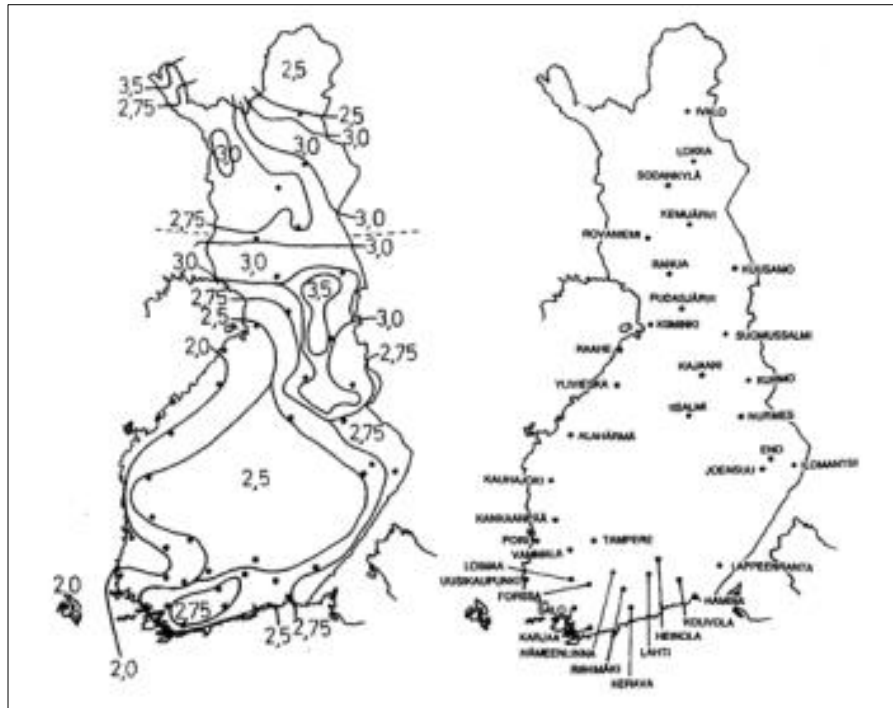 2,5
3,5
2,75
2,5
3,0
3,0
3,0
2,75
3,0
3,0
3,0
3,0
3,5
2,75
2,5
3,0
2,0
2,75
2,75
2,5
2,0
2,75
2,5
2,75
2,0
IVALO
LOKKA
SODANKYLÄ
KEMIJÄRVI
ROVANIEMI
RANUA
KUUSAMO
PUDASJÄRVI
KIIMINKI
SUOMUSSALMI
RAAHE
KAJAANI
KUHMO
YLIVIESKA
IISALMI
NURMES
ALAHÄRMÄ
ENO
JOENSUU
ILOMANTSI
KAUHAJOKI
KANKAANPÄÄ
PORI
TAMPERE
VAMMALA
LOIMAA
LAPPEENRANTA
UUSIKAUPUNKI
FORSSA
SALO
HAMINA
KOUVOLA
KARJAA
HEINOLA
HÄMEENLINNA
LAHTI
RIIHIMÄKI
KERAVA